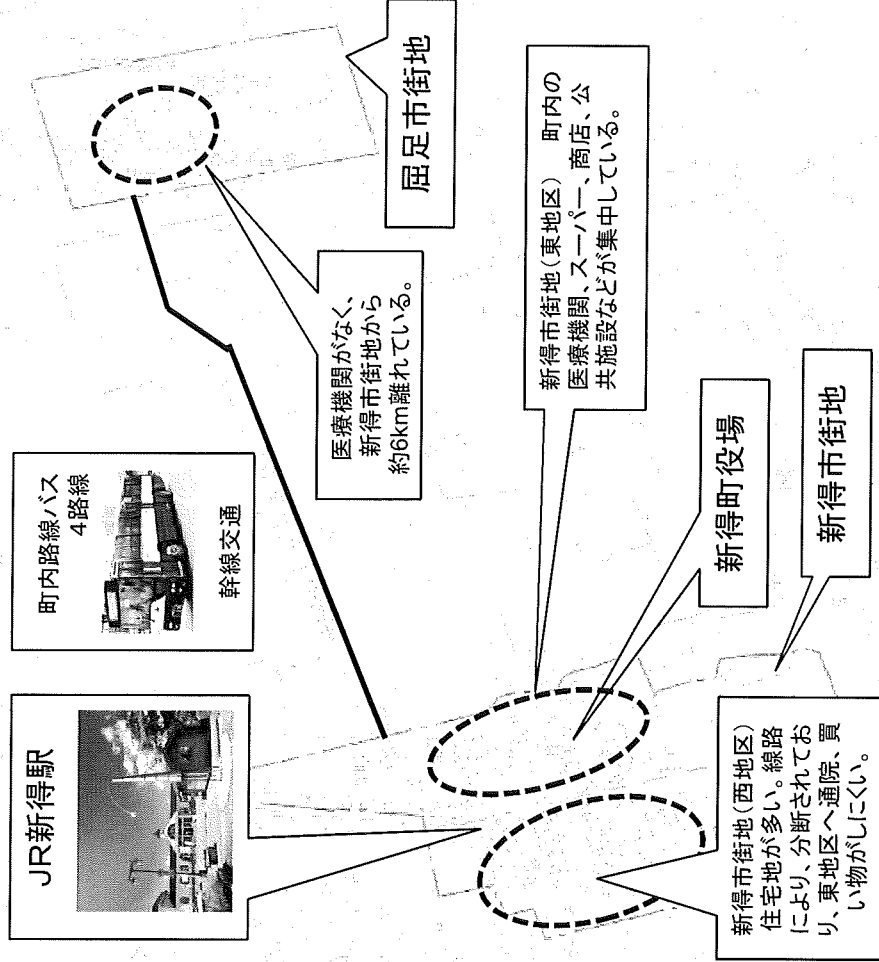 JR新得駅
町内路線バス
4路線
幹線交通
屈足市街地
医療機関がなく、
新得市街地から
約6km離れている。
新得市街地(東地区) 町内の
医療機関、スーパー、商店、公
共施設などが集中している。
新得町役場
新得市街地
新得市街地(西地区)
住宅地が多い。線路
により、分断されてお
り、東地区へ通院、買
い物がしにくい。